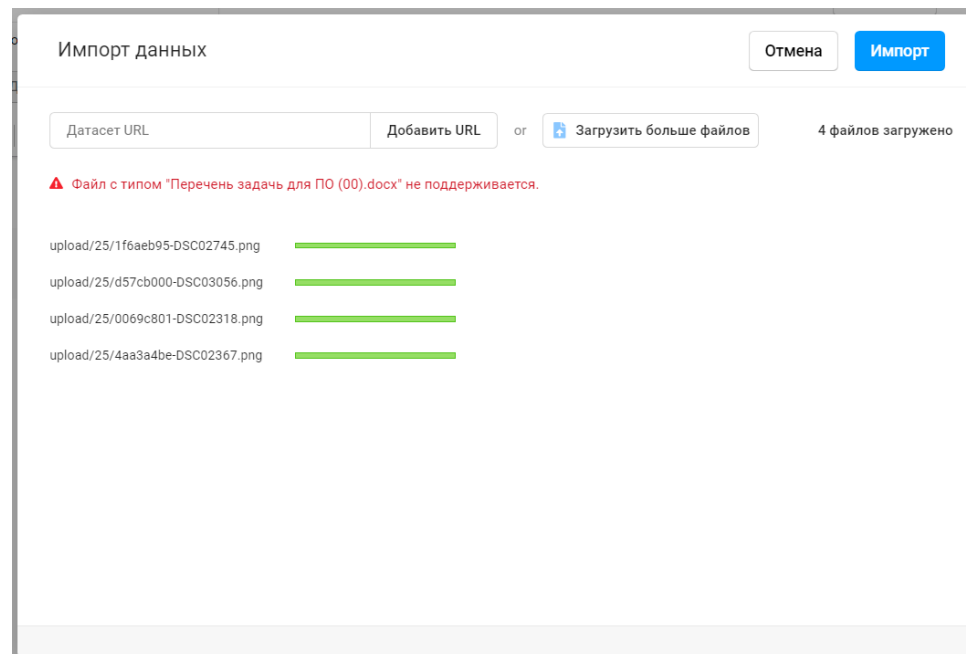 Импорт данных
Отмена
Импорт
Датасет URL
Добавить URL
or
Загрузить больше файлов
4 файлов загружено
Файл с типом "Перечень задачь для ПО (00).docx" не поддерживается.
upload/25/1f6aeb95-DSC02745.png
upload/25/d57cb000-DSC03056.png
upload/25/0069c801-DSC02318.png
upload/25/4aa3a4be-DSC02367.png